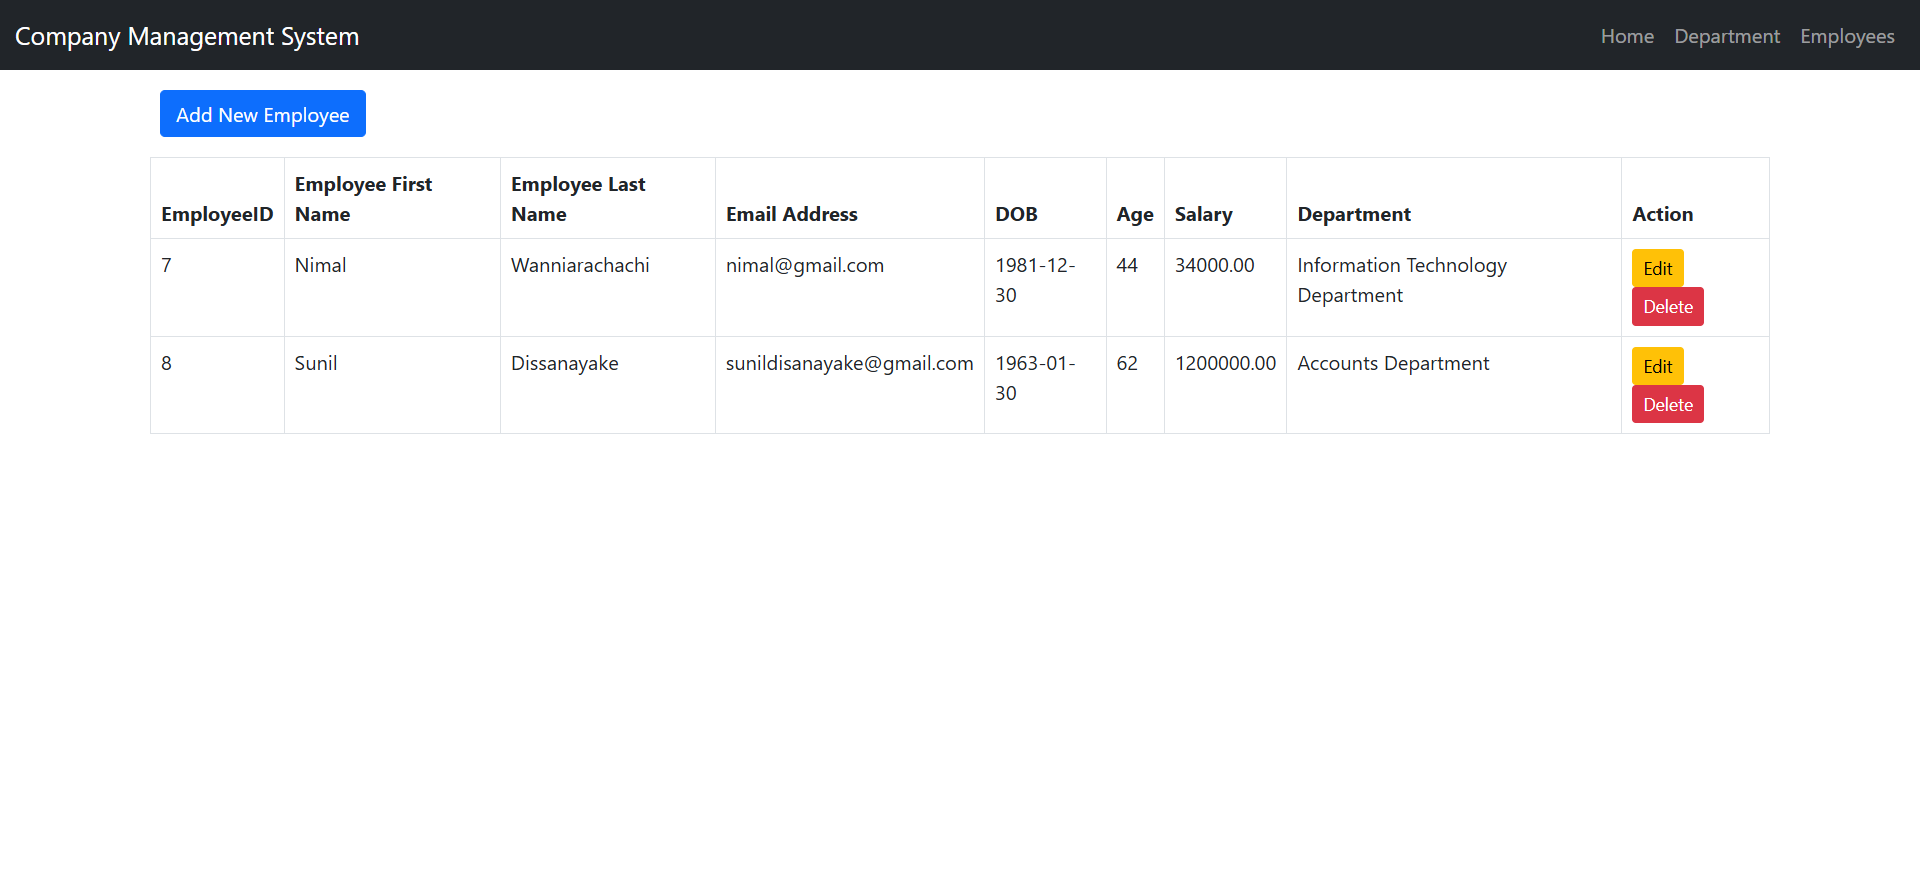 Company Management System
Home Department Employees
Add New Employee
EmployeeID Employee First Name Employee Last Name Email Address DOB Age Salary Department Action
7 Nimal Wanniarachachi nimal@gmail.com 1981-12-30 44 34000.00 Information Technology Department Edit
Delete
8 Sunil Dissanayake sunildisanayake@gmail.com 1963-01-30 62 1200000.00 Accounts Department Edit
Delete